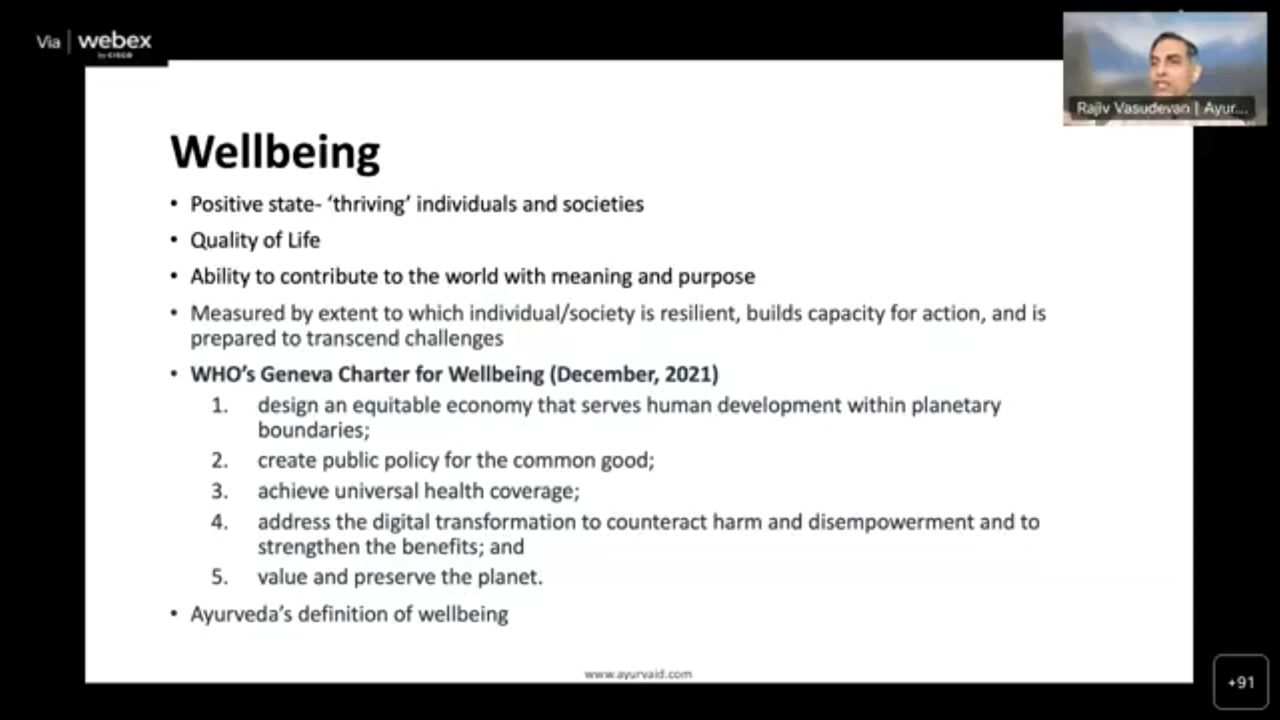 Via | webex
by CISCO
Rajiv Vasudevan | Ayur...
Wellbeing
• Positive state- ‘thriving’ individuals and societies
• Quality of Life
• Ability to contribute to the world with meaning and purpose
• Measured by extent to which individual/society is resilient, builds capacity for action, and is
prepared to transcend challenges
• WHO’s Geneva Charter for Wellbeing (December, 2021)
1. design an equitable economy that serves human development within planetary
boundaries;
2. create public policy for the common good;
3. achieve universal health coverage;
4. address the digital transformation to counteract harm and disempowerment and to
strengthen the benefits; and
5. value and preserve the planet.
• Ayurveda’s definition of wellbeing
www.ayurvaid.com
+91